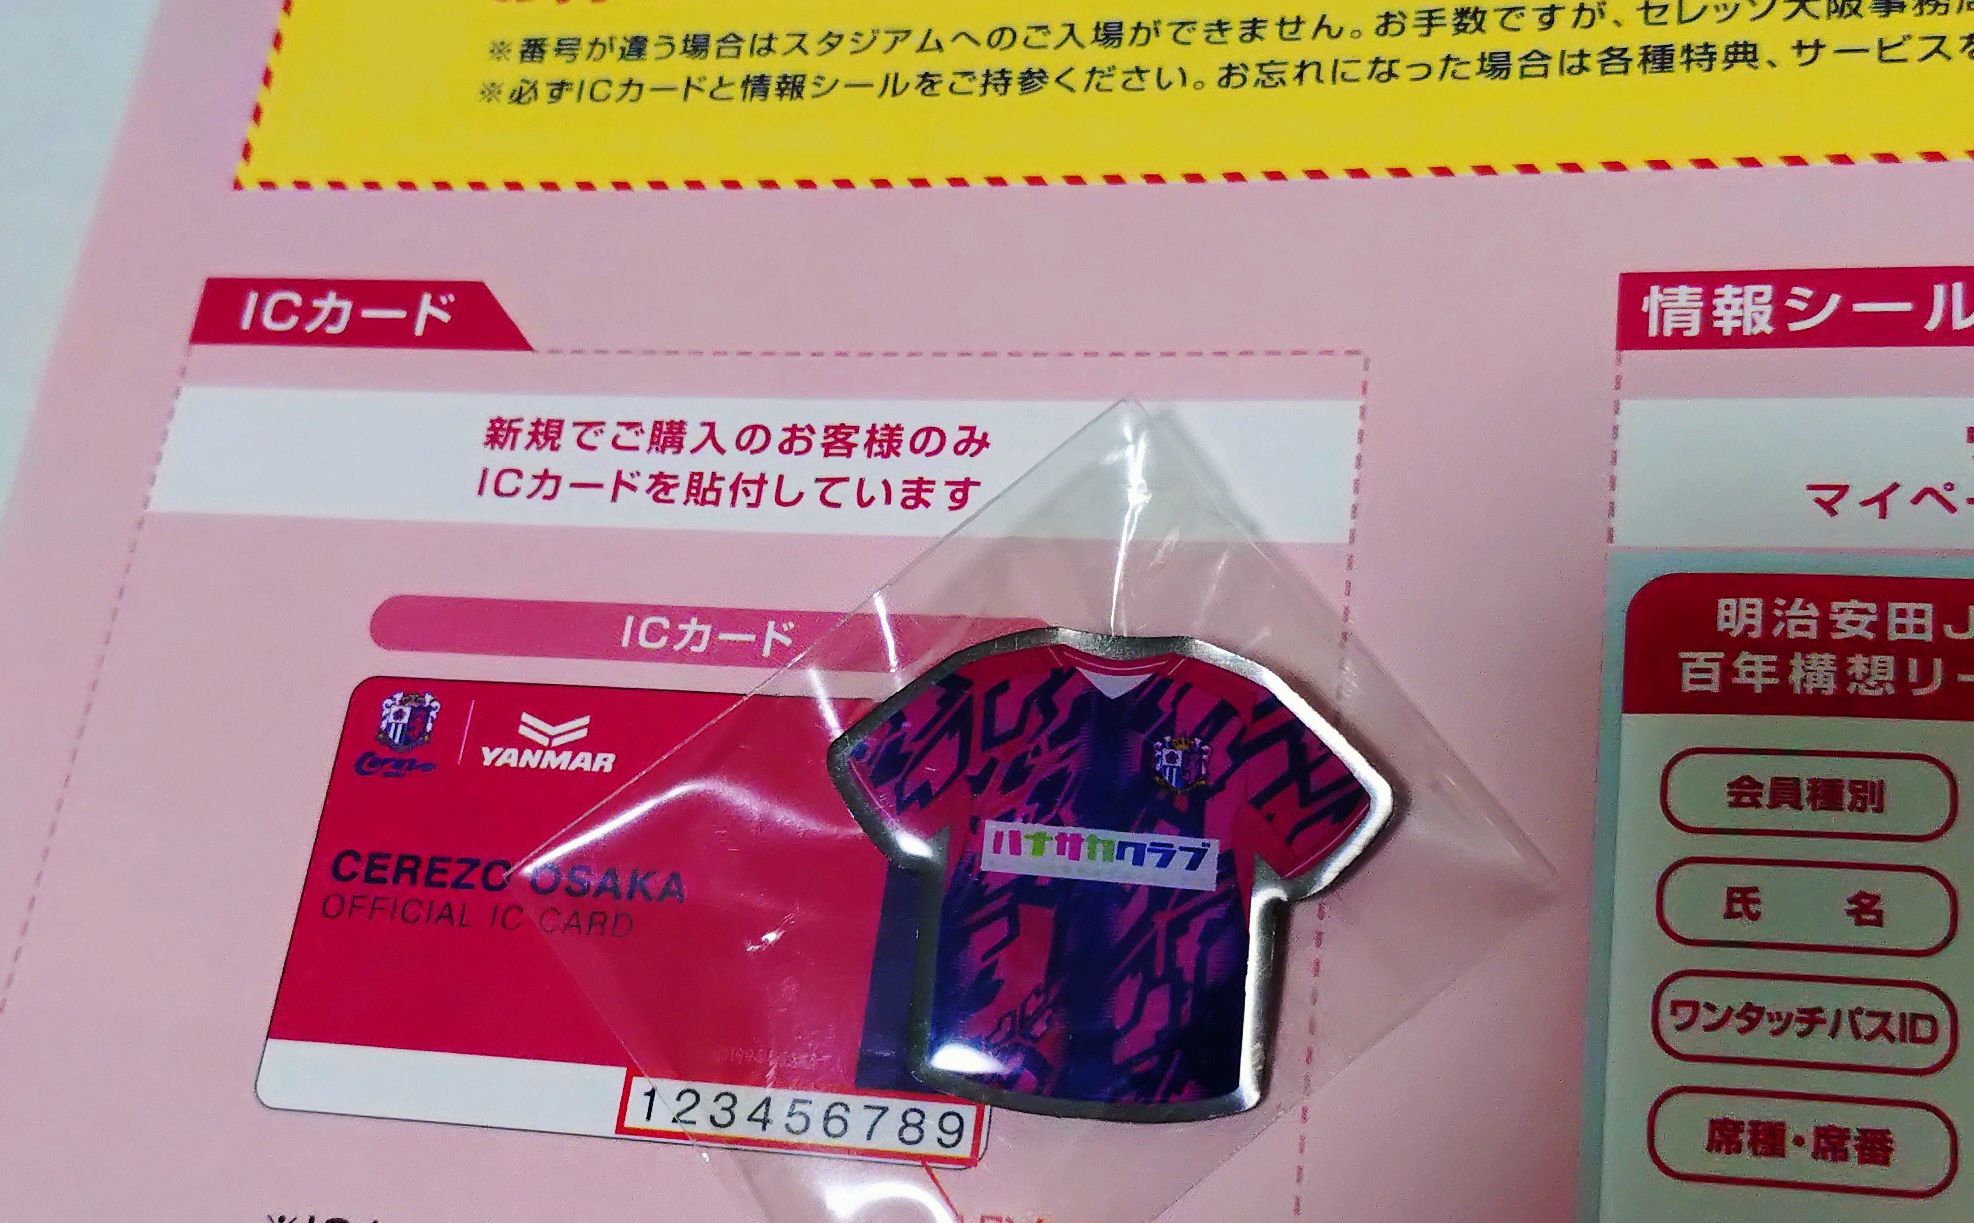 ※番号が違う場合はスタジアムへのご入場ができません。お手数ですが、セレッソ大阪事務
※必ずICカードと情報シールをご持参ください。お忘れになった場合は各種特典、サービスを
ICカード
新規でご購入のお客様のみ
ICカードを貼付しています
ICカード
Cerezo
YANMAR
CEREZO OSAKA
OFFICIAL IC CARD
123456789
ハナサカクラブ
情報シール
マイペー
明治安田J
百年構想リー
会員種別
氏 名
ワンタッチパスID
席種・席番